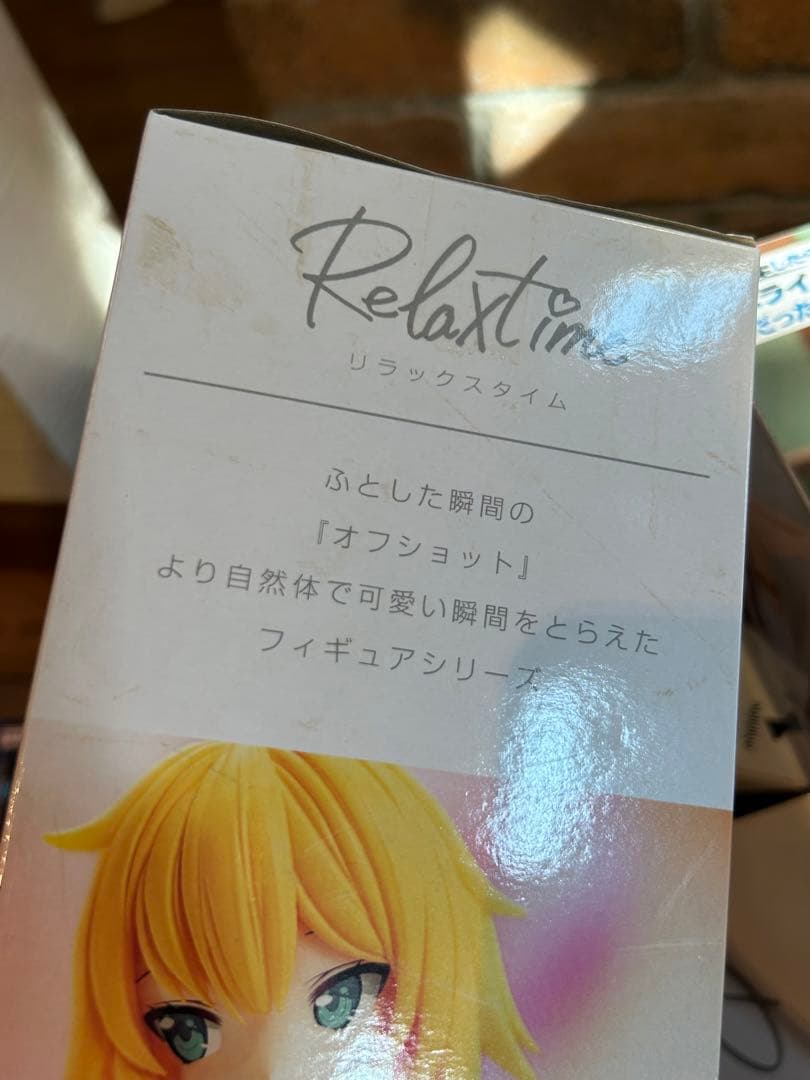 Relaxtime
リラックスタイム
ふとした瞬間の
『オフショット』
より自然体で可愛い瞬間をとらえた
フィギュアシリーズ